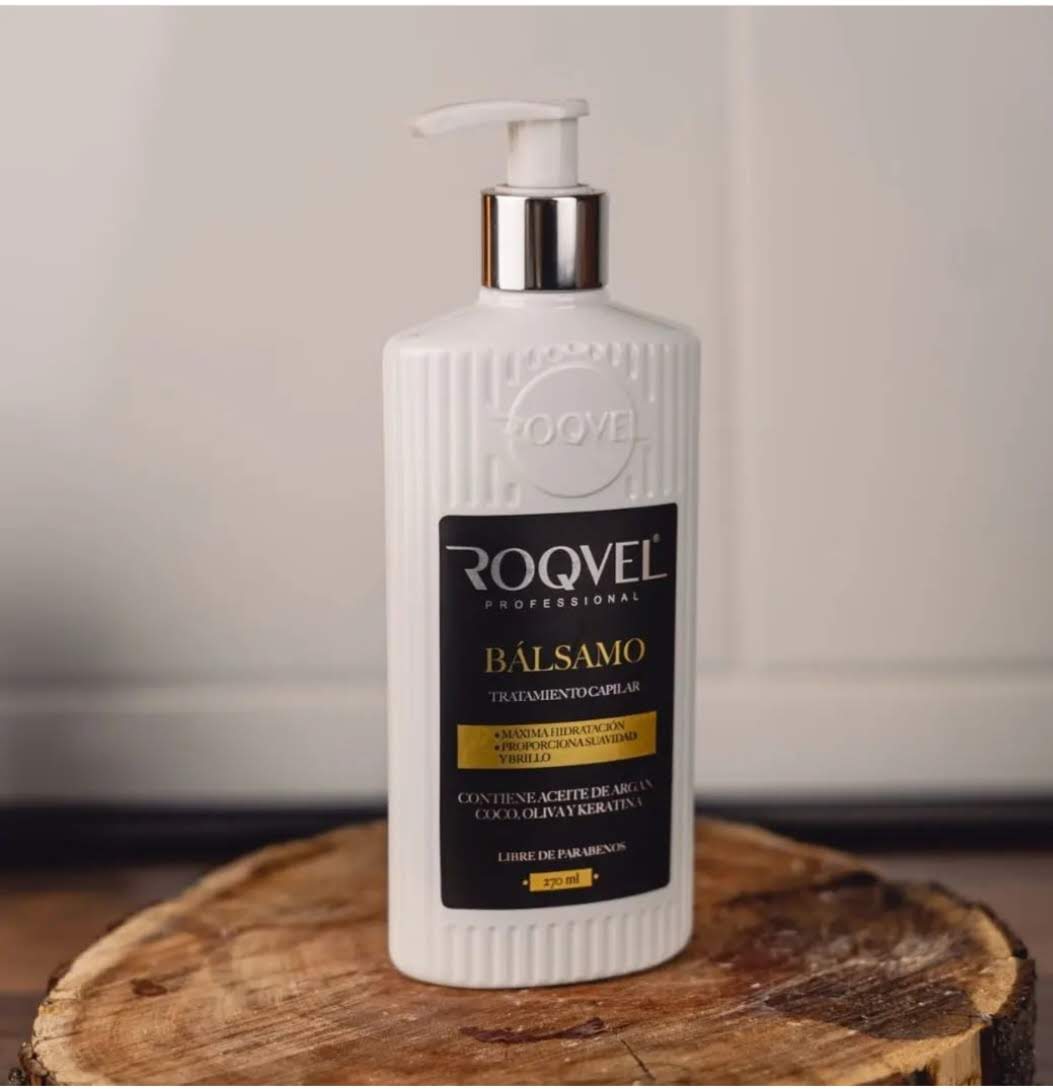 ROQVEL
ROQVEL®
PROFESSIONAL
BÁLSAMO
TRATAMIENTO CAPILAR
• MÁXIMA HIDRATACIÓN
• PROPORCIONA SUAVIDAD
Y BRILLO
CONTIENE ACEITE DE ARGAN,
COCO, OLIVA Y KERATINA
LIBRE DE PARABENOS
270 ml